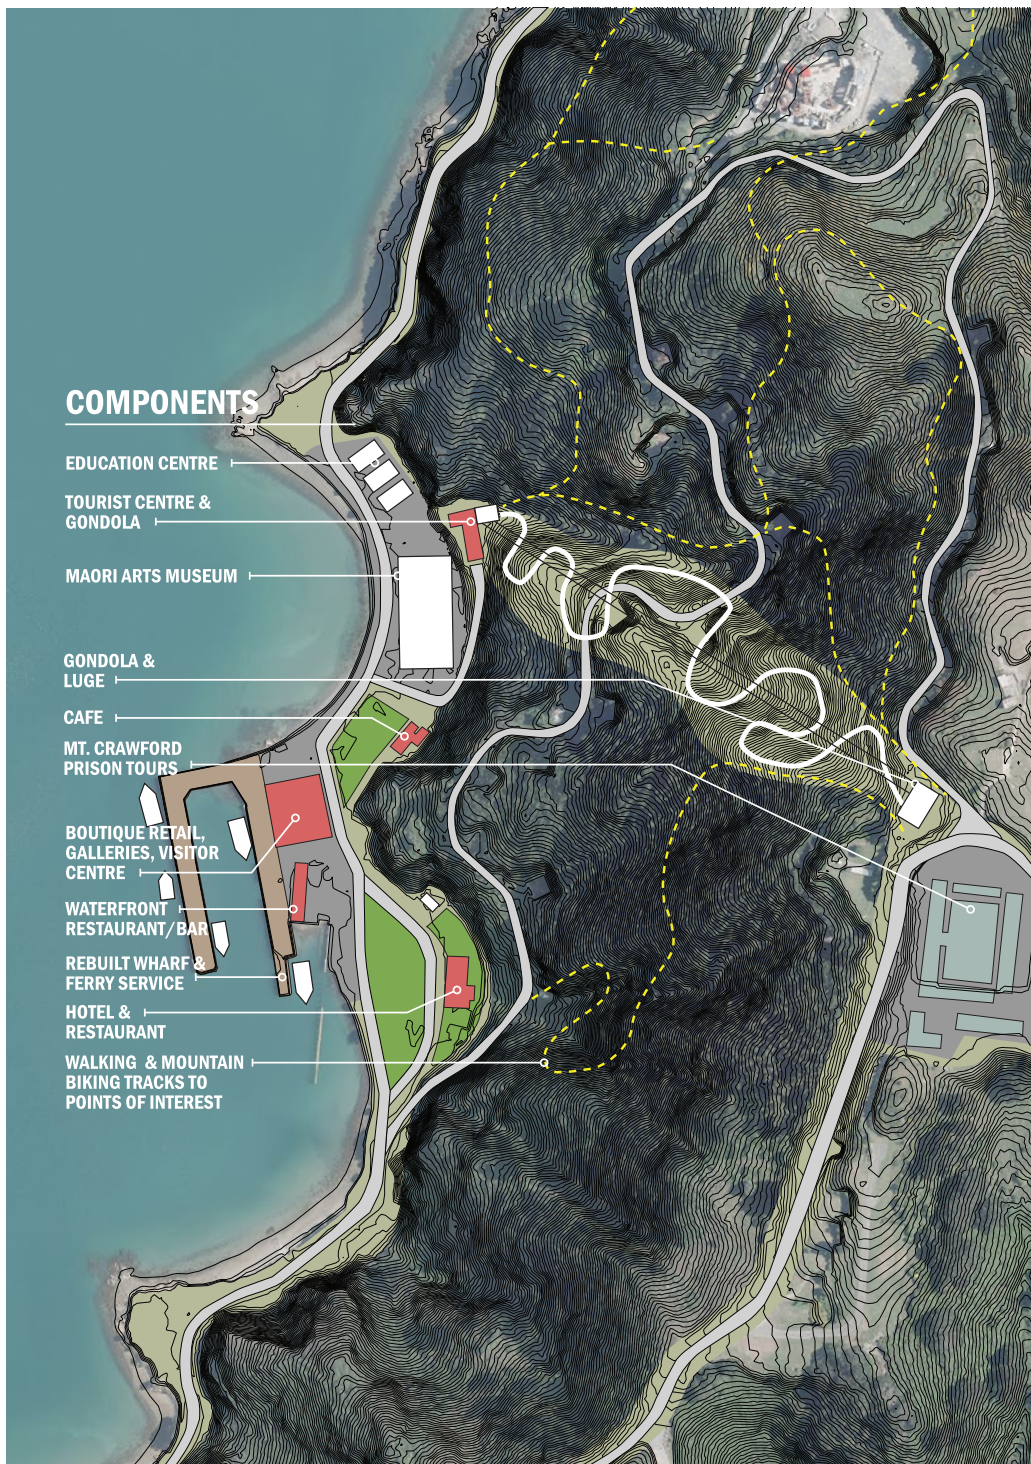 COMPONENTS
EDUCATION CENTRE
TOURIST CENTRE &
GONDOLA
MAORI ARTS MUSEUM
GONDOLA &
LUGE
CAFE
MT. CRAWFORD
PRISON TOURS
BOUTIQUE RETAIL,
GALLERIES, VISITOR
CENTRE
WATERFRONT
RESTAURANT/BAR
REBUILT WHARF &
FERRY SERVICE
HOTEL &
RESTAURANT
WALKING & MOUNTAIN
BIKING TRACKS TO
POINTS OF INTEREST